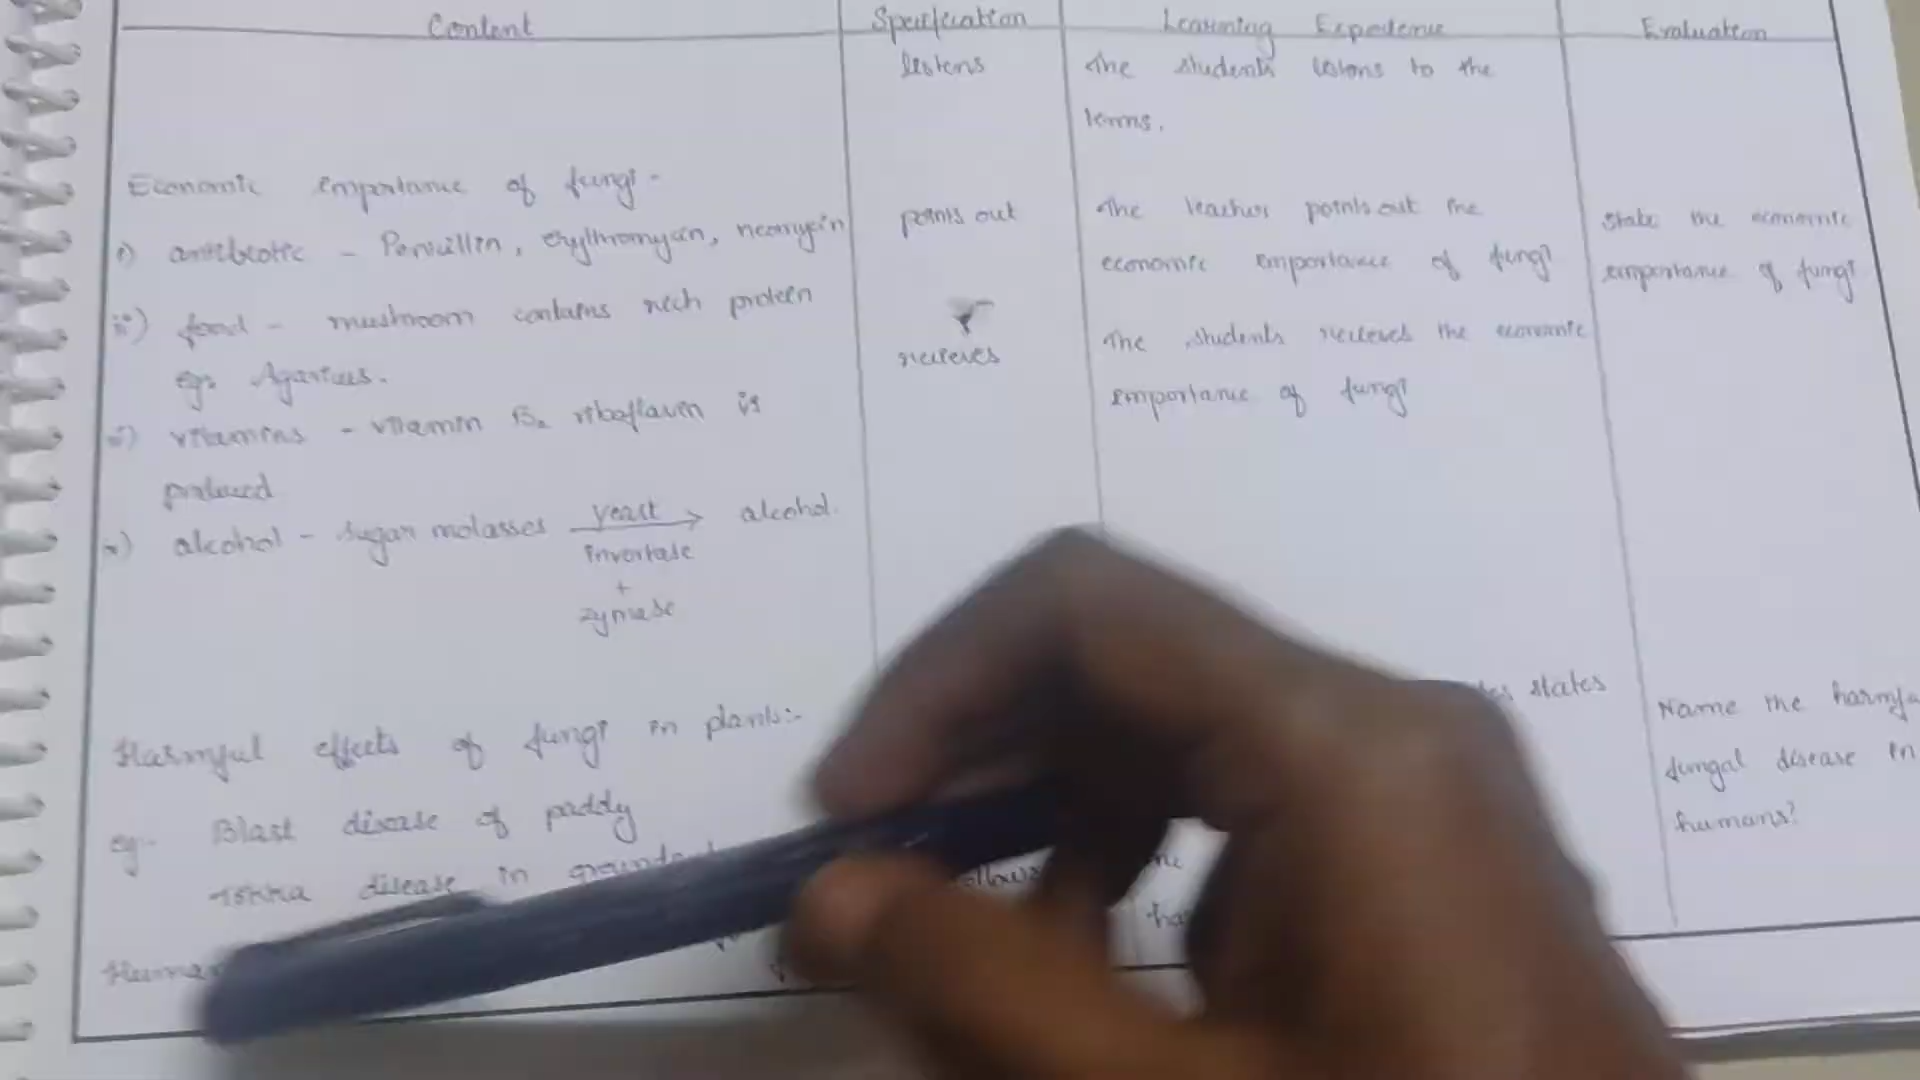 Content
Specification
Learning Experience
Evaluation
listens
The students listens to the
terms.
Economic importance of fungi -
i) antibiotic - Penicillin, erythromycin, neomycin
ii) food - mushroom contains rich protein
eg: Agaricus.
iii) vitamins - vitamin B2 riboflavin is
produced
alcohol - sugar molasses yeast → alcohol.
invertase
+
zymase
points out
The teacher points out the
economic importance of fungi
State the economic
importance of fungi
recieves
The students recieves the economic
importance of fungi
Harmful effects of fungi in plants:-
eg:- Blast disease of paddy
Tikka disease in
states
Name the
fungal disease in
humans?